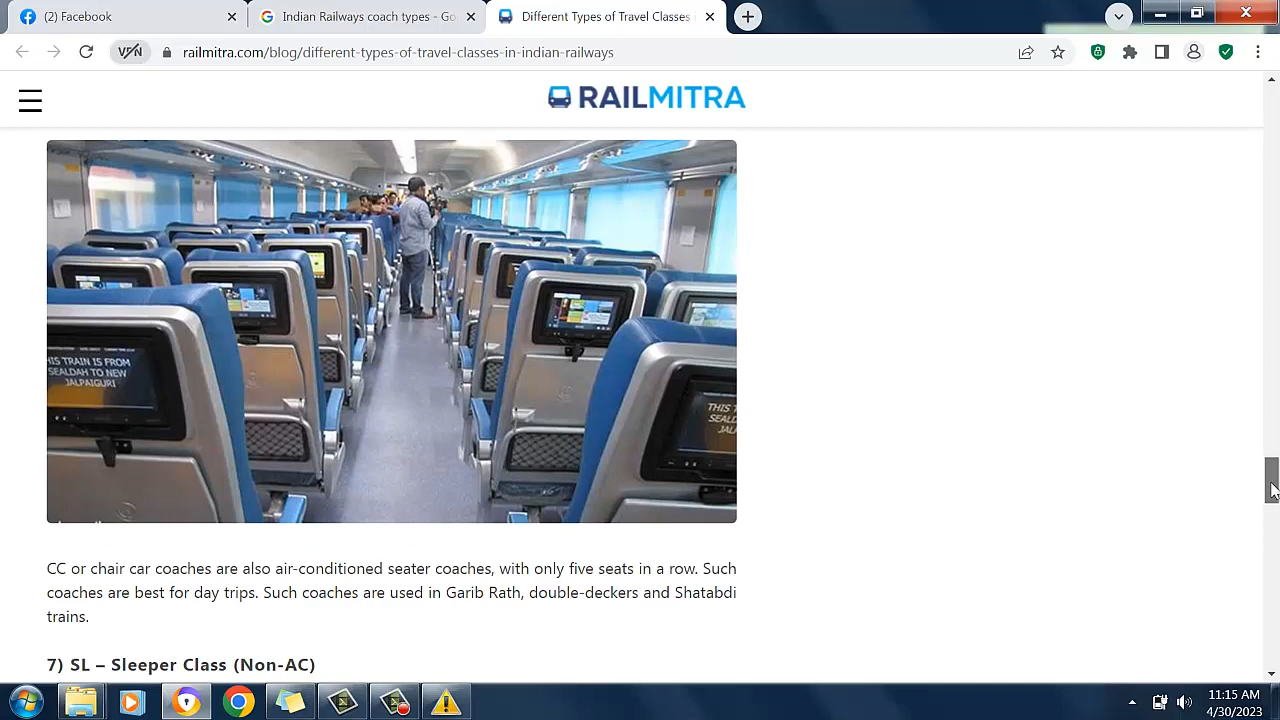 (2) Facebook
Indian Railways coach types - G
Different Types of Travel Classes
VPN
railmitra.com/blog/different-types-of-travel-classes-in-indian-railways
RAILMITRA
HIS TRAIN IS FROM
SEALDAH TO NEW
JALPAIGURI
THIS T
SEALD
JAL
CC or chair car coaches are also air-conditioned seater coaches, with only five seats in a row. Such
coaches are best for day trips. Such coaches are used in Garib Rath, double-deckers and Shatabdi
trains.
7) SL – Sleeper Class (Non-AC)
11:15 AM
4/30/2023